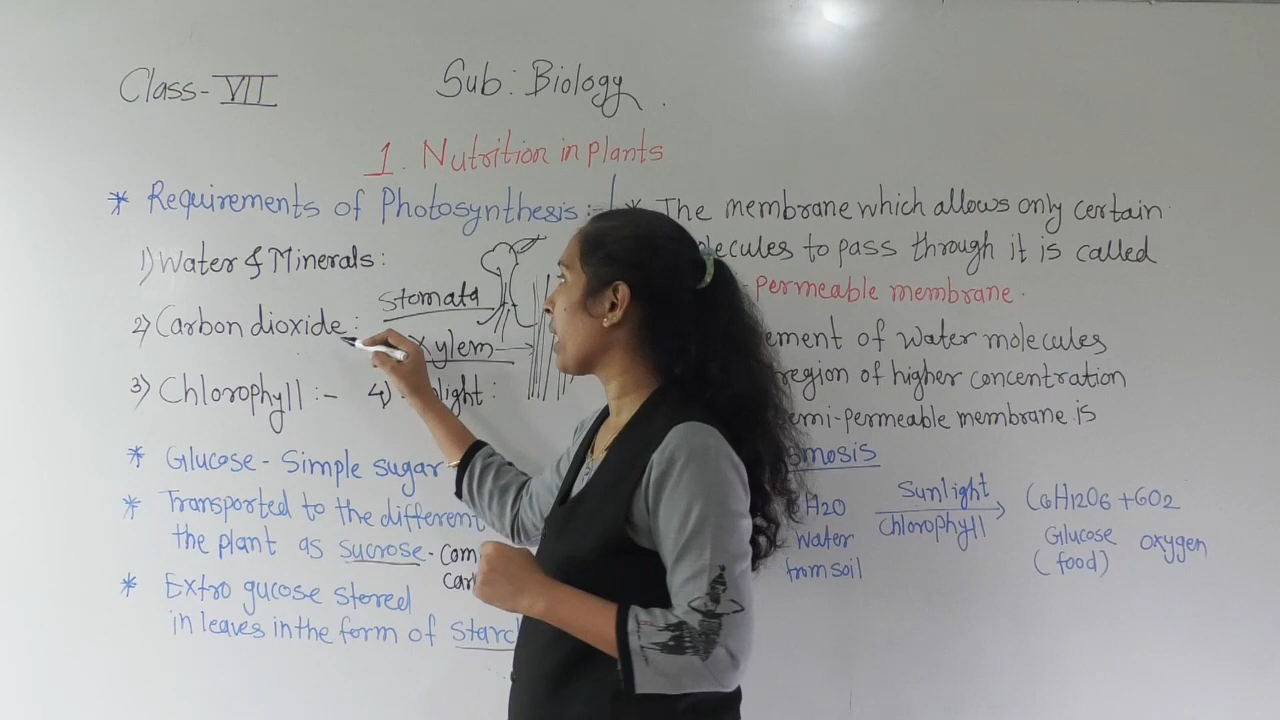 Class-VII
Sub: Biology.
1. Nutrition in plants
* Requirements of Photosynthesis :-
1) Water & Minerals :
2) Carbon dioxide :
stomata
xylem
3) Chlorophyll :-
4) light :
* Glucose - Simple sugar
* Transported to the different
the plant as sucrose - com
car
* Extro gucose stored
in leaves in the form of starc
* The membrane which allows only certain
ecules to pass through it is called
permeable membrane.
ement of water molecules
region of higher concentration
emi-permeable membrane is
smosis
H2O
Sunlight
chlorophyll
C6H12O6 + 6O2
water
from soil
Glucose
(food)
oxygen